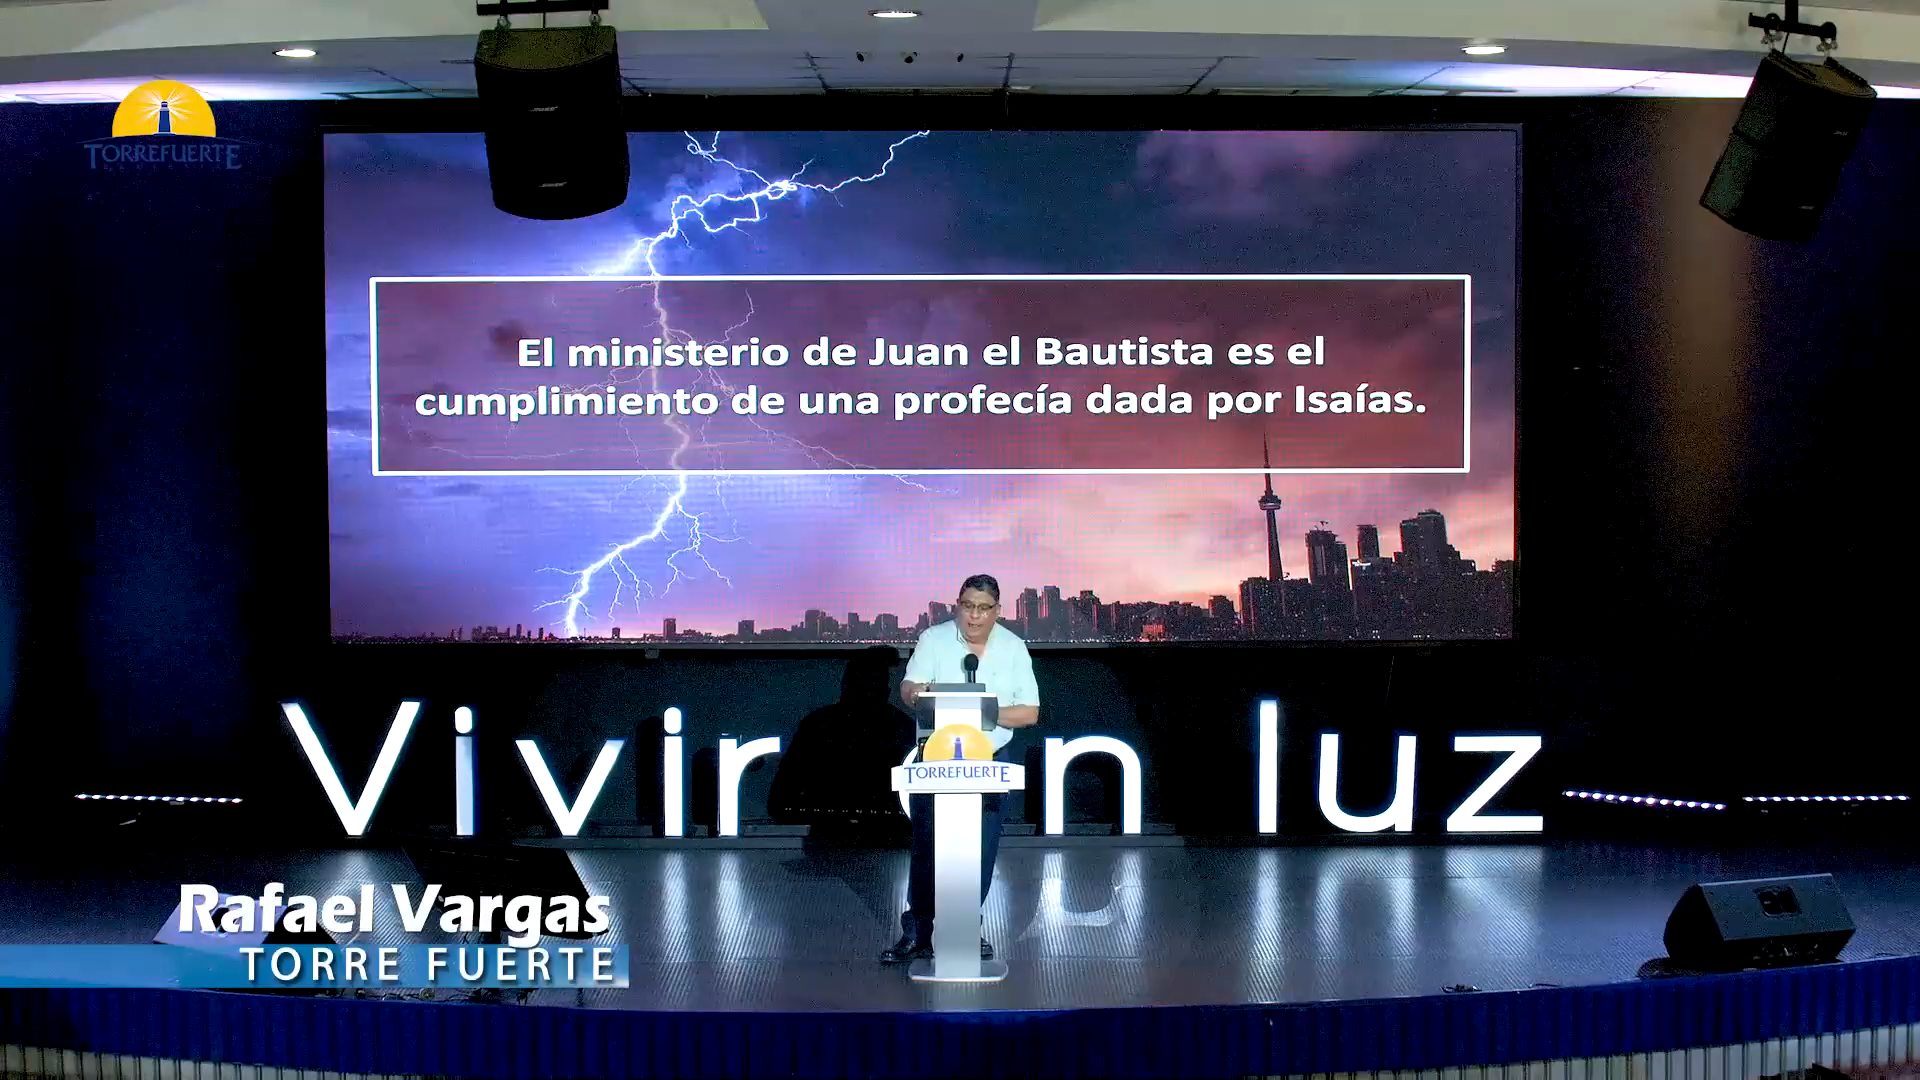 TORREFUERTE
El ministerio de Juan el Bautista es el
cumplimiento de una profecía dada por Isaías.
TORREFUERTE
Vivir en luz
Rafael Vargas
TORRE FUERTE